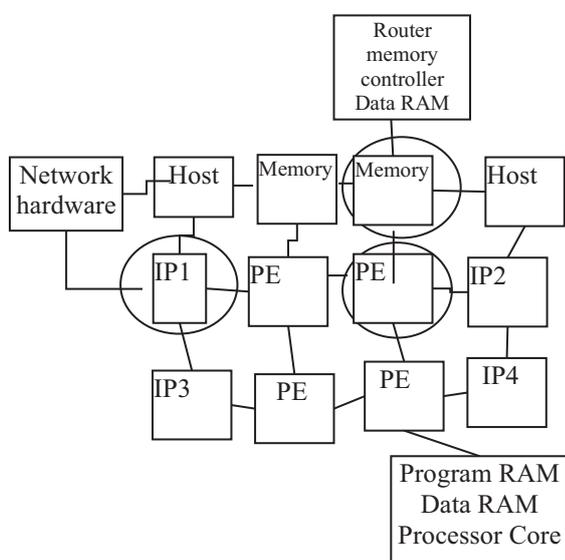 Router
memory
controller
Data RAM
Network
hardware
Host
Memory
Memory
Host
IP1
PE
PE
IP2
IP3
PE
PE
IP4
Program RAM
Data RAM
Processor Core